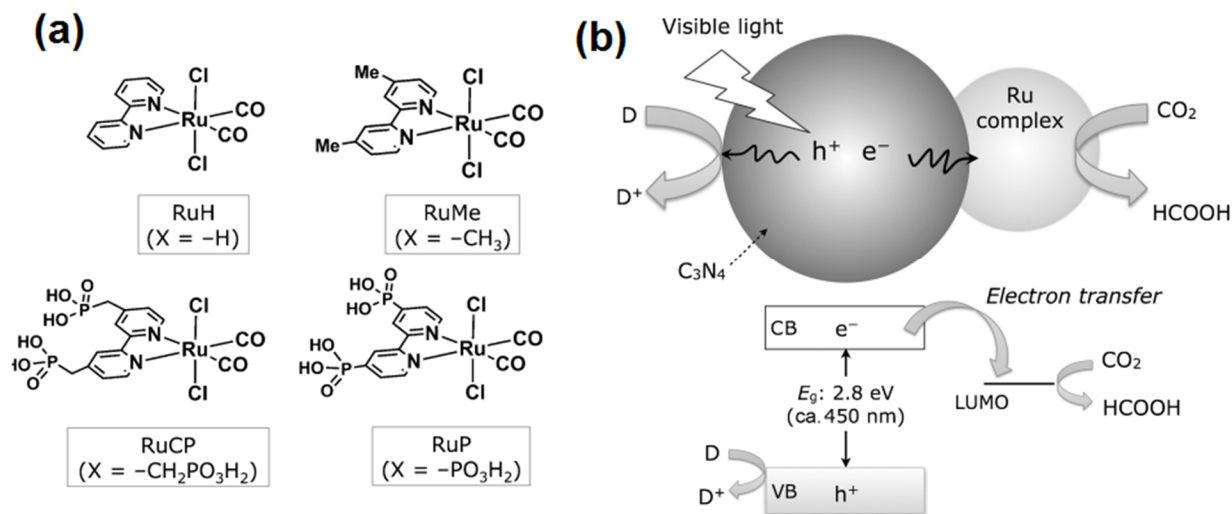 (a)
Cl
N
Ru
CO
N
CO
Cl
RuH
(X = –H)
Me
Cl
N
Ru
CO
Me
N
CO
Cl
RuMe
(X = –CH₃)
HO
O
P
HO
Cl
HO
N
Ru
CO
HO
P
N
CO
O
Cl
RuCP
(X = –CH₂PO₃H₂)
O
HO
P
HO
Cl
HO
N
Ru
CO
HO
P
N
CO
O
Cl
RuP
(X = –PO₃H₂)
(b)
Visible light
D
h⁺ e⁻
D⁺
C₃N₄
Ru
complex
CO₂
HCOOH
Electron transfer
CB e⁻
Eg: 2.8 eV
(ca. 450 nm)
LUMO
CO₂
HCOOH
D
D⁺
VB h⁺